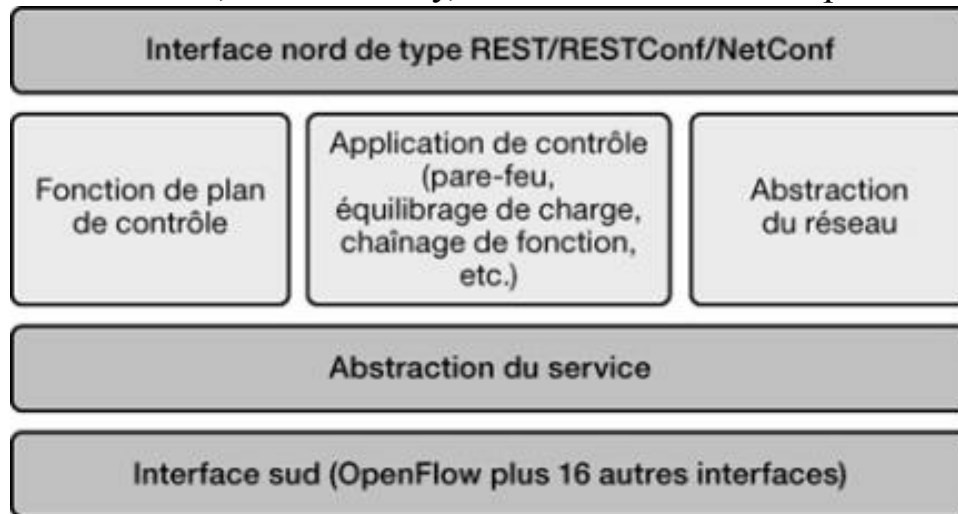 Interface nord de type REST/RESTConf/NetConf
Fonction de plan
de contrôle
Application de contrôle
(pare-feu,
équilibrage de charge,
chaînage de fonction,
etc.)
Abstraction
du réseau
Abstraction du service
Interface sud (OpenFlow plus 16 autres interfaces)